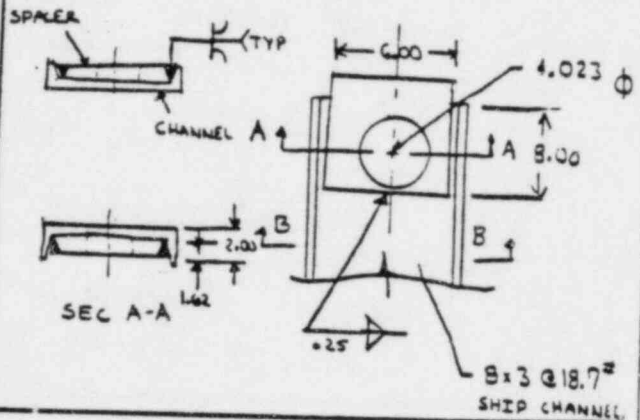 SPACER
TYP
CHANNEL
6.00
4.023 ϕ
A
A
8.00
B
B
2.00
1.62
SEC A-A
.25
8x3 @ 18.7#
SHIP CHANNEL